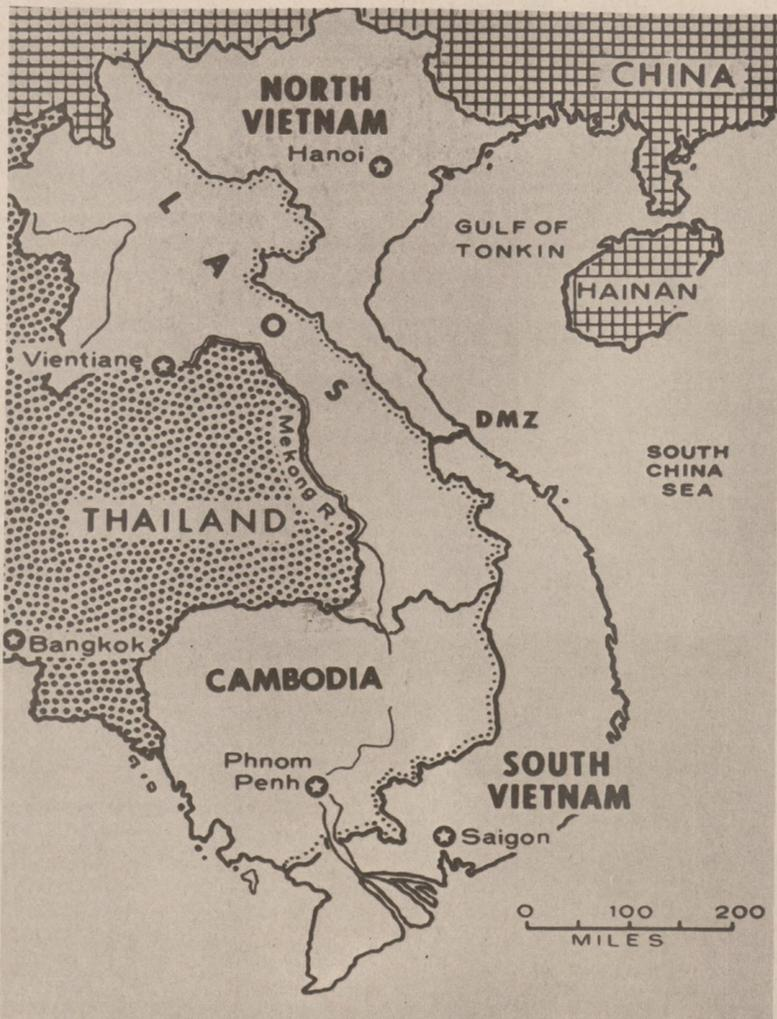 CHINA
NORTH
VIETNAM
Hanoi
LAOS
GULF OF
TONKIN
HAINAN
Vientiane
DMZ
Mekong R.
SOUTH
CHINA
SEA
THAILAND
Bangkok
CAMBODIA
Phnom
Penh
SOUTH
VIETNAM
Saigon
0 100 200
MILES